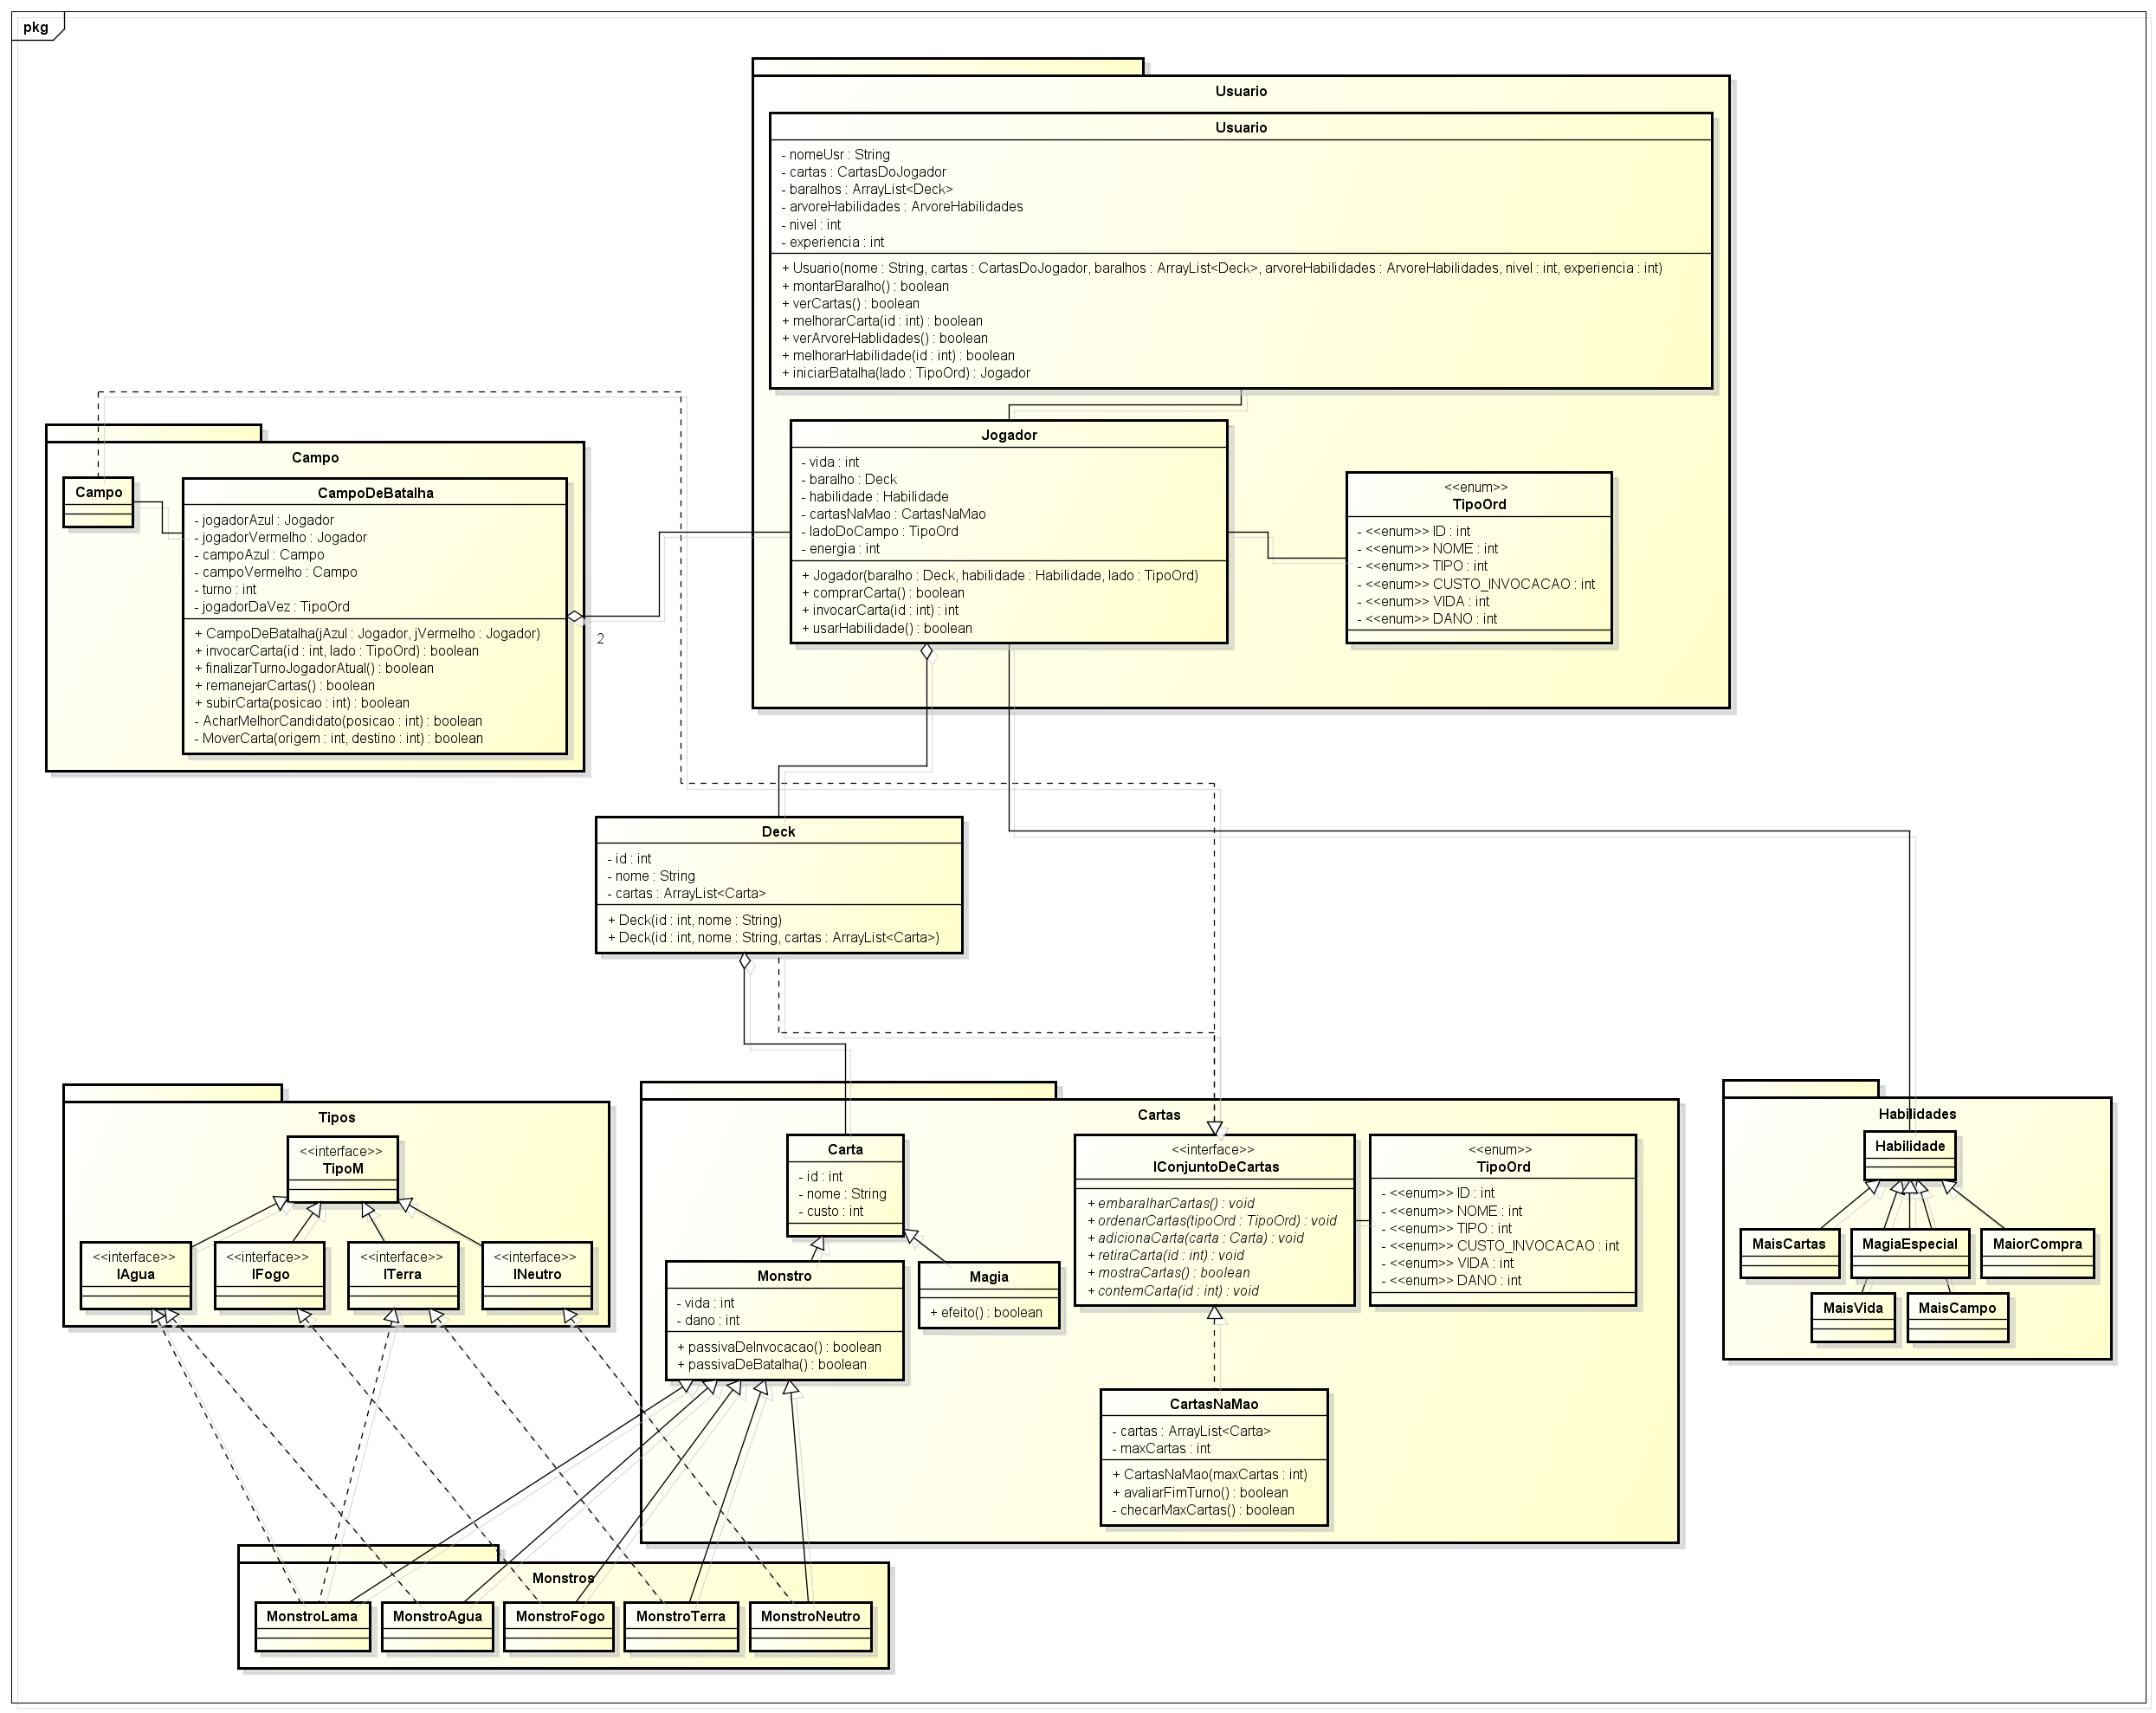 pkg
Usuario
Usuario
- nomeUsr : String
- cartas : CartasDoJogador
- baralhos : ArrayList<Deck>
- arvoreHabilidades : ArvoreHabilidades
- nivel : int
- experiencia : int
+ Usuario(nome : String, cartas : CartasDoJogador, baralhos : ArrayList<Deck>, arvoreHabilidades : ArvoreHabilidades, nivel : int, experiencia : int)
+ montarBaralho() : boolean
+ verCartas() : boolean
+ melhorarCarta(id : int) : boolean
+ verArvoreHablidades() : boolean
+ melhorarHabilidade(id : int) : boolean
+ iniciarBatalha(lado : TipoOrd) : Jogador
Jogador
- vida : int
- baralho : Deck
- habilidade : Habilidade
- cartasNaMao : CartasNaMao
- ladoDoCampo : TipoOrd
- energia : int
+ Jogador(baralho : Deck, habilidade : Habilidade, lado : TipoOrd)
+ comprarCarta() : boolean
+ invocarCarta(id : int) : int
+ usarHabilidade() : boolean
<<enum>>
TipoOrd
- <<enum>> ID : int
- <<enum>> NOME : int
- <<enum>> TIPO : int
- <<enum>> CUSTO_INVOCACAO : int
- <<enum>> VIDA : int
- <<enum>> DANO : int
Campo
Campo
CampoDeBatalha
- jogadorAzul : Jogador
- jogadorVermelho : Jogador
- campoAzul : Campo
- campoVermelho : Campo
- turno : int
- jogadorDaVez : TipoOrd
+ CampoDeBatalha(jAzul : Jogador, jVermelho : Jogador)
+ invocarCarta(id : int, lado : TipoOrd) : boolean
+ finalizarTurnoJogadorAtual() : boolean
+ remanejarCartas() : boolean
+ subirCarta(posicao : int) : boolean
- AcharMelhorCandidato(posicao : int) : boolean
- MoverCarta(origem : int, destino : int) : boolean
2
Deck
- id : int
- nome : String
- cartas : ArrayList<Carta>
+ Deck(id : int, nome : String)
+ Deck(id : int, nome : String, cartas : ArrayList<Carta>)
Tipos
<<interface>>
TipoM
<<interface>>
IAgua
<<interface>>
IFogo
<<interface>>
ITerra
<<interface>>
INeutro
Cartas
Carta
- id : int
- nome : String
- custo : int
Monstro
- vida : int
- dano : int
+ passivaDeInvocacao() : boolean
+ passivaDeBatalha() : boolean
Magia
+ efeito() : boolean
<<interface>>
IConjuntoDeCartas
+ embaralharCartas() : void
+ ordenarCartas(tipoOrd : TipoOrd) : void
+ adicionaCarta(carta : Carta) : void
+ retiraCarta(id : int) : void
+ mostraCartas() : boolean
+ contemCarta(id : int) : void
<<enum>>
TipoOrd
- <<enum>> ID : int
- <<enum>> NOME : int
- <<enum>> TIPO : int
- <<enum>> CUSTO_INVOCACAO : int
- <<enum>> VIDA : int
- <<enum>> DANO : int
CartasNaMao
- cartas : ArrayList<Carta>
- maxCartas : int
+ CartasNaMao(maxCartas : int)
+ avaliarFimTurno() : boolean
- checarMaxCartas() : boolean
Habilidades
Habilidade
MaisCartas
MagiaEspecial
MaiorCompra
MaisVida
MaisCampo
Monstros
MonstroLama
MonstroAgua
MonstroFogo
MonstroTerra
MonstroNeutro